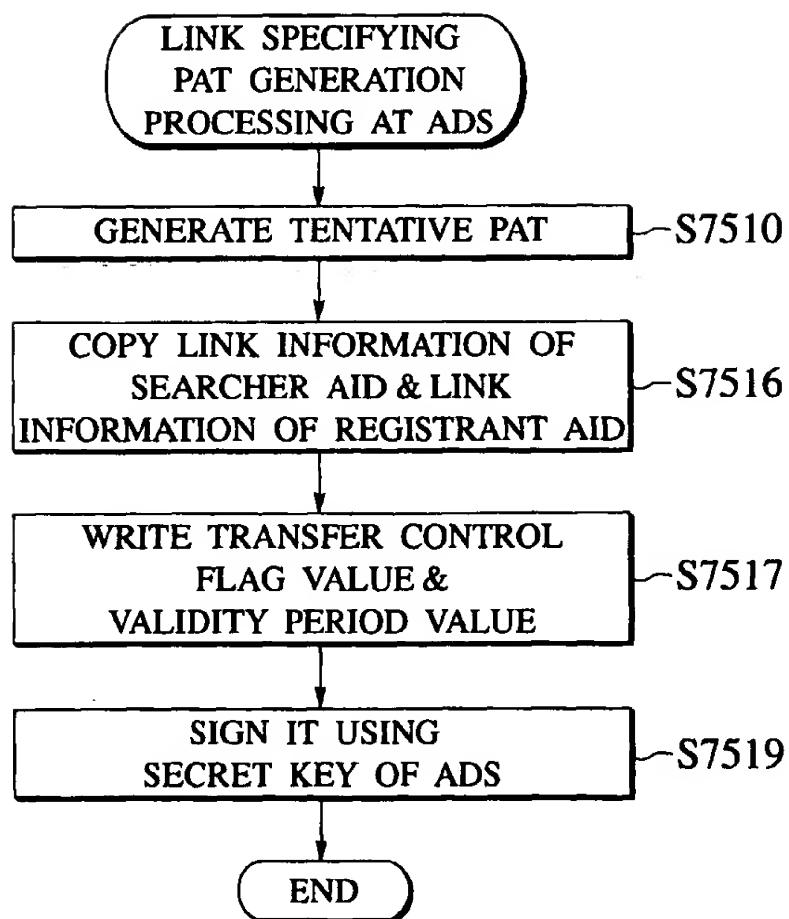 LINK SPECIFYING
PAT GENERATION
PROCESSING AT ADS
GENERATE TENTATIVE PAT
S7510
COPY LINK INFORMATION OF
SEARCHER AID & LINK
INFORMATION OF REGISTRANT AID
S7516
WRITE TRANSFER CONTROL
FLAG VALUE &
VALIDITY PERIOD VALUE
S7517
SIGN IT USING
SECRET KEY OF ADS
S7519
END